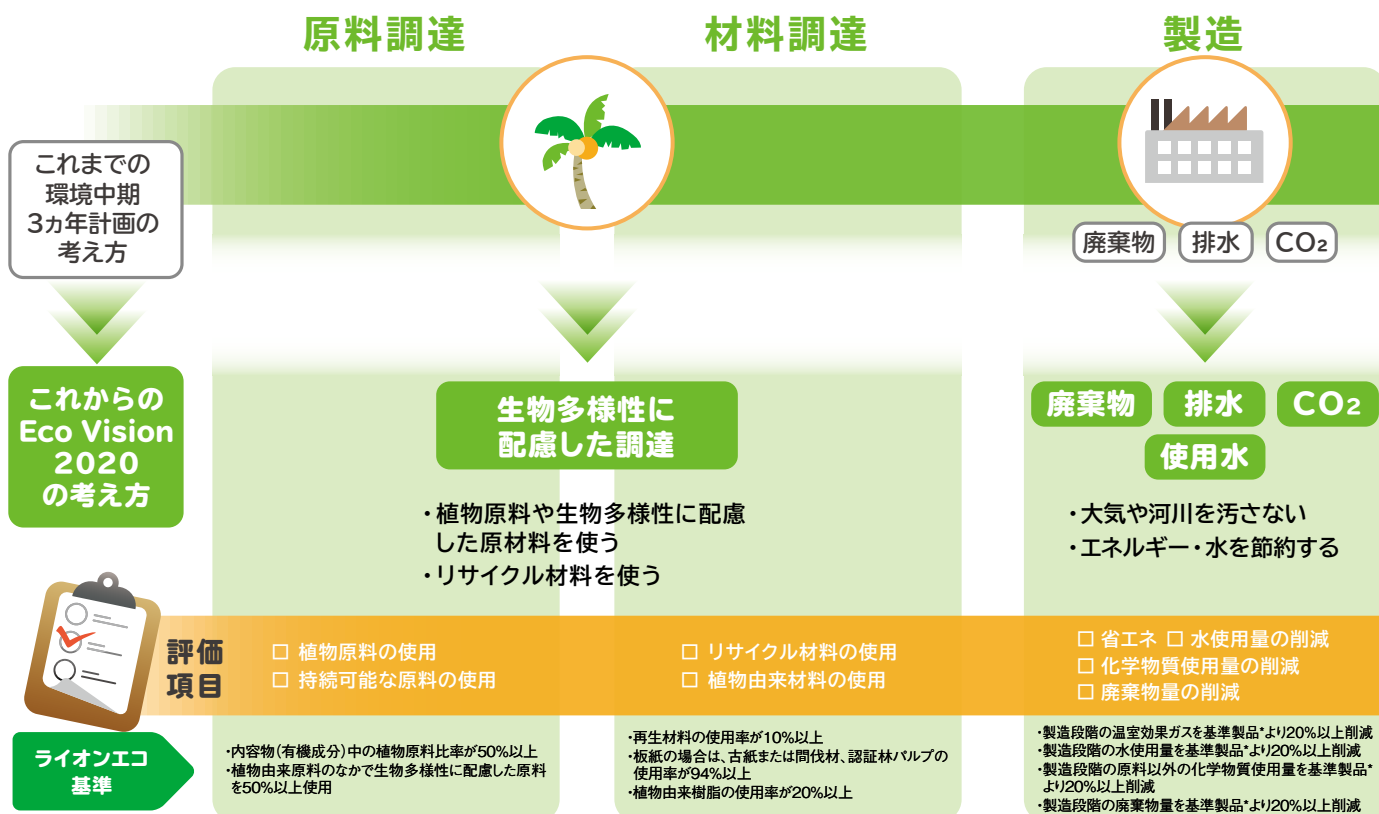 原料調達
材料調達
製造
これまでの
環境中期
3ヵ年計画の
考え方
廃棄物
排水
CO₂
これからの
Eco Vision
2020
の考え方
生物多様性に
配慮した調達
・植物原料や生物多様性に配慮
した原材料を使う
・リサイクル材料を使う
廃棄物
排水
CO₂
使用水
・大気や河川を汚さない
・エネルギー・水を節約する
評価
項目
□ 植物原料の使用
□ 持続可能な原料の使用
□ リサイクル材料の使用
□ 植物由来材料の使用
□ 省エネ □ 水使用量の削減
□ 化学物質使用量の削減
□ 廃棄物量の削減
ライオンエコ
基準
・内容物(有機成分)中の植物原料比率が50%以上
・植物由来原料のなかで生物多様性に配慮した原料
を50%以上使用
・再生材料の使用率が10%以上
・板紙の場合は、古紙または間伐材、認証林パルプの
使用率が94%以上
・植物由来樹脂の使用率が20%以上
・製造段階の温室効果ガスを基準製品*より20%以上削減
・製造段階の水使用量を基準製品*より20%以上削減
・製造段階の原料以外の化学物質使用量を基準製品*
より20%以上削減
・製造段階の廃棄物量を基準製品*より20%以上削減